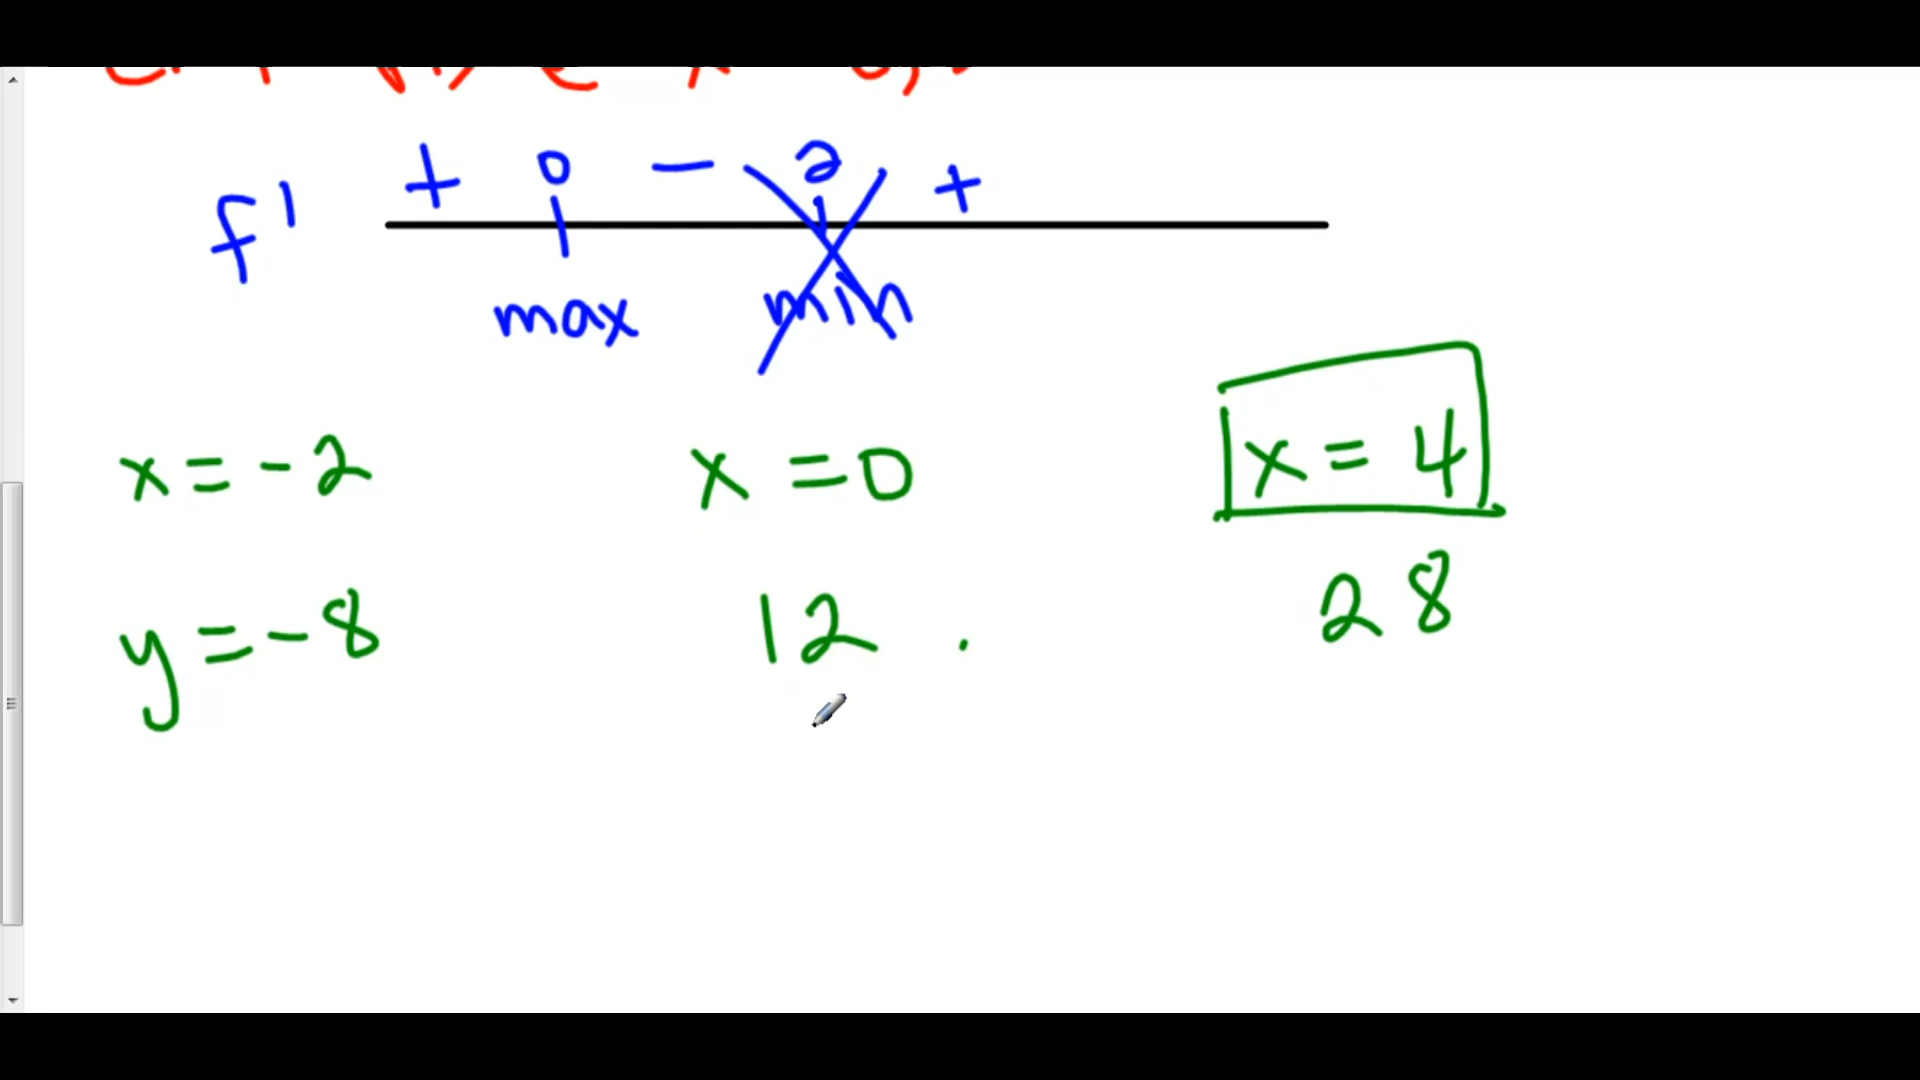 f' + 0 - 2 +
max min
x = -2 x = 0 x = 4
y = -8 12 . 28